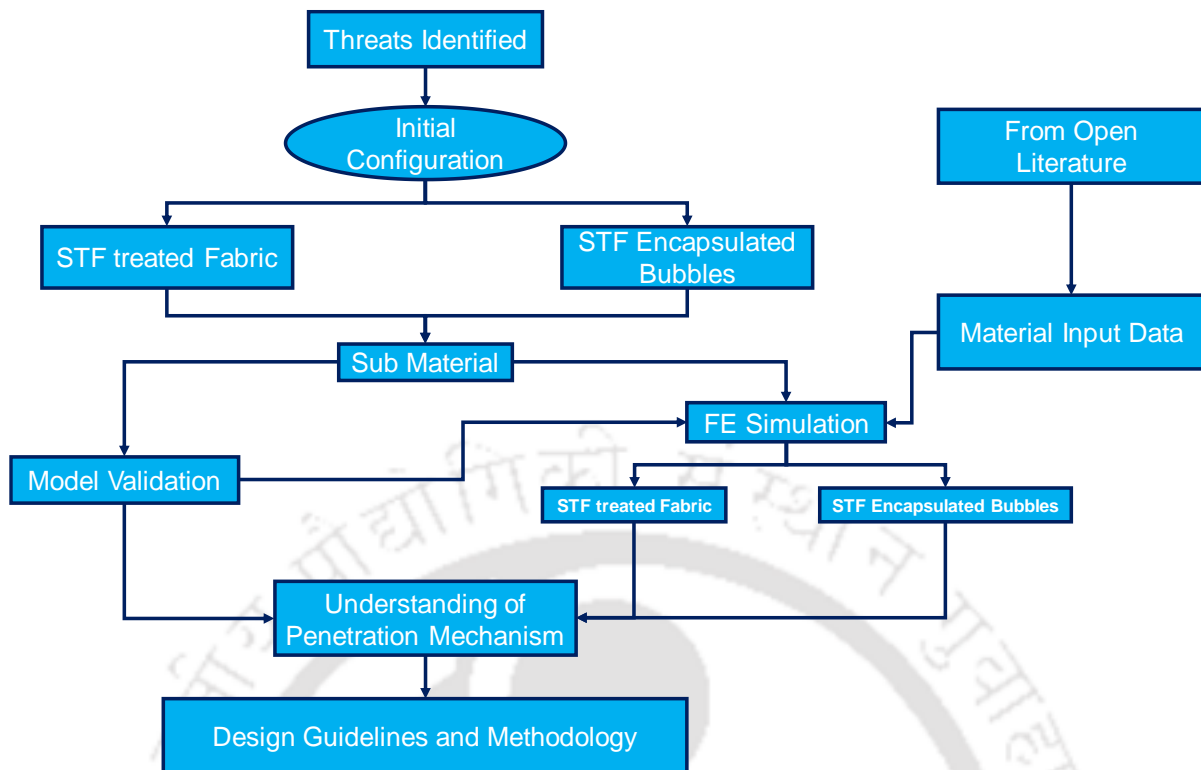 Threats Identified
Initial
Configuration
From Open
Literature
STF treated Fabric
STF Encapsulated
Bubbles
Material Input Data
Sub Material
FE Simulation
Model Validation
STF treated Fabric
STF Encapsulated Bubbles
Understanding of
Penetration Mechanism
Design Guidelines and Methodology